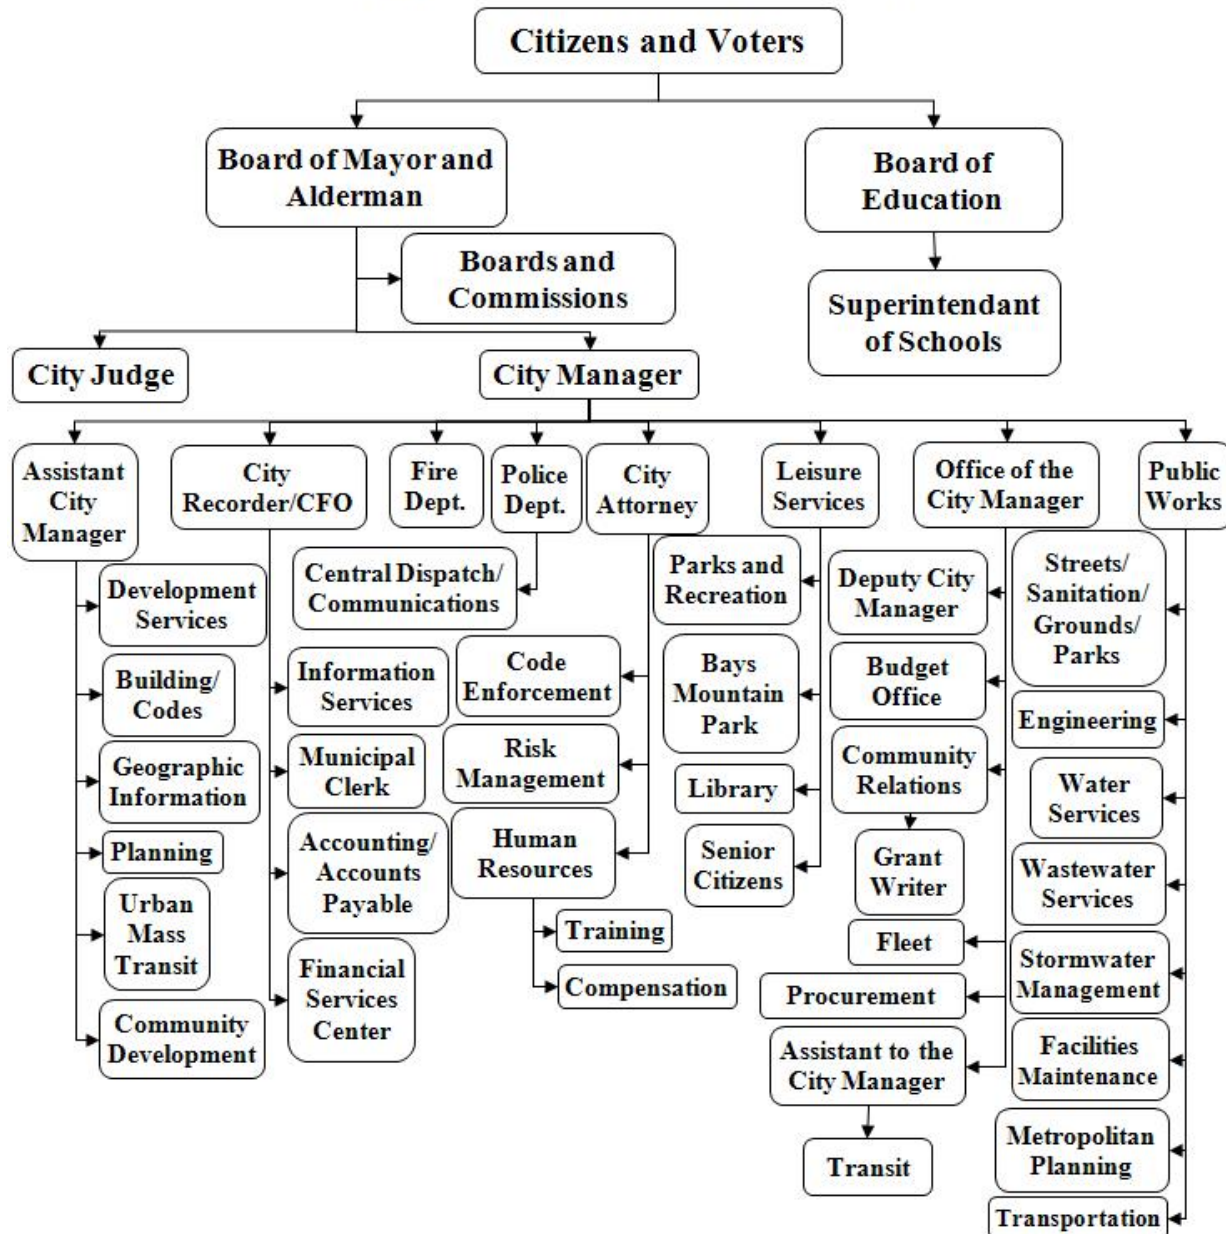 Citizens and Voters
Board of Mayor and
Alderman
Board of
Education
Boards and
Commissions
Superintendant
of Schools
City Judge
City Manager
Assistant
City
Manager
City
Recorder/CFO
Fire
Dept.
Police
Dept.
City
Attorney
Leisure
Services
Office of the
City Manager
Public
Works
Development
Services
Building/
Codes
Geographic
Information
Planning
Urban
Mass
Transit
Community
Development
Information
Services
Municipal
Clerk
Accounting/
Accounts
Payable
Financial
Services
Center
Central Dispatch/
Communications
Code
Enforcement
Risk
Management
Human
Resources
Training
Compensation
Parks and
Recreation
Bays
Mountain
Park
Library
Senior
Citizens
Deputy City
Manager
Budget
Office
Community
Relations
Grant
Writer
Fleet
Procurement
Assistant to the
City Manager
Transit
Streets/
Sanitation/
Grounds/
Parks
Engineering
Water
Services
Wastewater
Services
Stormwater
Management
Facilities
Maintenance
Metropolitan
Planning
Transportation